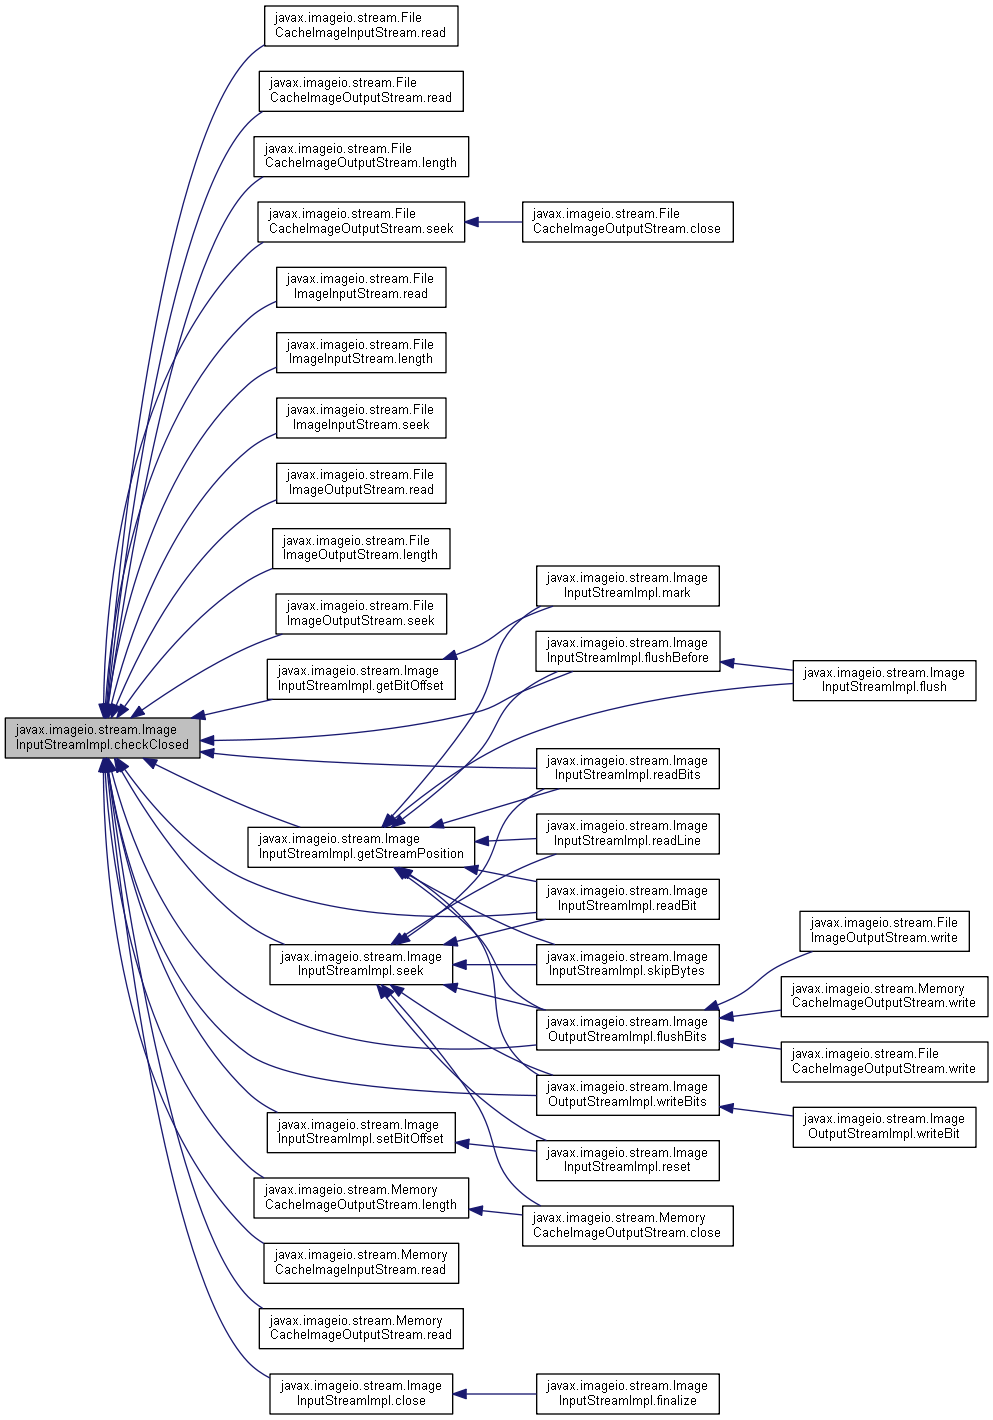 javax.imageio.stream.File
CacheImageInputStream.read
javax.imageio.stream.File
CacheImageOutputStream.read
javax.imageio.stream.File
CacheImageOutputStream.length
javax.imageio.stream.File
CacheImageOutputStream.seek
javax.imageio.stream.File
CacheImageOutputStream.close
javax.imageio.stream.File
ImageInputStream.read
javax.imageio.stream.File
ImageInputStream.length
javax.imageio.stream.File
ImageInputStream.seek
javax.imageio.stream.File
ImageOutputStream.read
javax.imageio.stream.File
ImageOutputStream.length
javax.imageio.stream.Image
InputStreamImpl.mark
javax.imageio.stream.File
ImageOutputStream.seek
javax.imageio.stream.Image
InputStreamImpl.flushBefore
javax.imageio.stream.Image
InputStreamImpl.getBitOffset
javax.imageio.stream.Image
InputStreamImpl.flush
javax.imageio.stream.Image
InputStreamImpl.checkClosed
javax.imageio.stream.Image
InputStreamImpl.readBits
javax.imageio.stream.Image
InputStreamImpl.readLine
javax.imageio.stream.Image
InputStreamImpl.getStreamPosition
javax.imageio.stream.Image
InputStreamImpl.readBit
javax.imageio.stream.File
ImageOutputStream.write
javax.imageio.stream.Image
InputStreamImpl.seek
javax.imageio.stream.Image
InputStreamImpl.skipBytes
javax.imageio.stream.Memory
CacheImageOutputStream.write
javax.imageio.stream.Image
OutputStreamImpl.flushBits
javax.imageio.stream.File
CacheImageOutputStream.write
javax.imageio.stream.Image
OutputStreamImpl.writeBits
javax.imageio.stream.Image
OutputStreamImpl.writeBit
javax.imageio.stream.Image
InputStreamImpl.setBitOffset
javax.imageio.stream.Image
InputStreamImpl.reset
javax.imageio.stream.Memory
CacheImageOutputStream.length
javax.imageio.stream.Memory
CacheImageOutputStream.close
javax.imageio.stream.Memory
CacheImageInputStream.read
javax.imageio.stream.Memory
CacheImageOutputStream.read
javax.imageio.stream.Image
InputStreamImpl.close
javax.imageio.stream.Image
InputStreamImpl.finalize